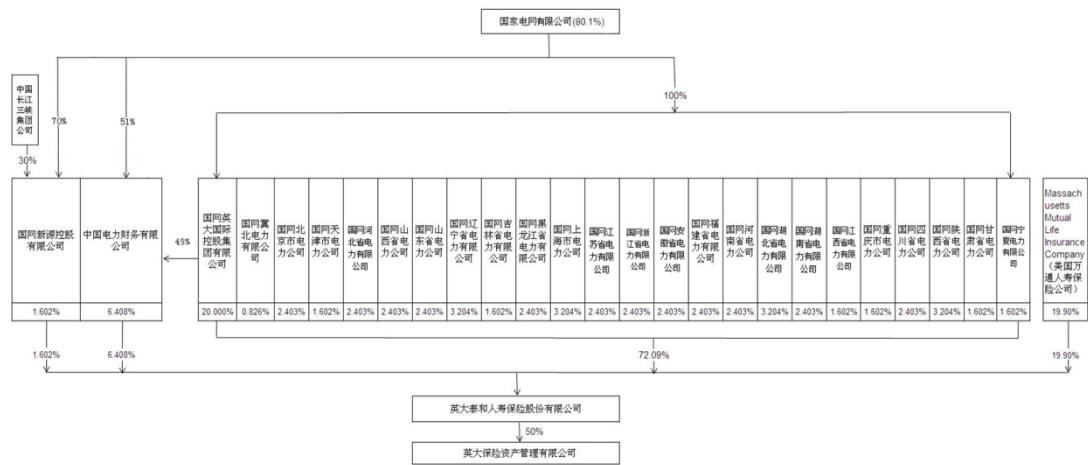 国家电网有限公司(80.1%)
中国
长江
三峡
集团
公司
70%
51%
100%
30%
国网新源控股
有限公司
中国电力财务有限公司
49%
国网英
大国际
控股集
团有限
公司
国网冀
北电力
有限公
司
国网北
京市电
力公司
国网天
津市电
力公司
国网河
北省电
力有限
公司
国网山
西省电
力公司
国网山
东省电
力公司
国网辽
宁省电
力有限
公司
国网吉
林省电
力有限
公司
国网黑
龙江省
电力有
限公司
国网上
海市电
力公司
国网江
苏省电
力有限
公司
国网浙
江省电
力有限
公司
国网安
徽省电
力有限
公司
国网福
建省电
力有限
公司
国网河
南省电
力公司
国网湖
北省电
力有限
公司
国网湖
南省电
力有限
公司
国网江
西省电
力有限
公司
国网重
庆市电
力公司
国网四
川省电
力公司
国网陕
西省电
力公司
国网甘
肃省电
力公司
国网宁
夏电力
有限公
司
Massach
usetts
Mutual
Life
Insurance
Company
（美国万
通人寿保
险公司）
1.602%
6.408%
20.000%
0.826%
2.403%
1.602%
2.403%
2.403%
2.403%
3.204%
1.602%
2.403%
3.204%
2.403%
2.403%
2.403%
2.403%
2.403%
3.204%
2.403%
1.602%
1.602%
2.403%
3.204%
1.602%
1.602%
19.90%
1.602%
6.408%
72.09%
19.90%
英大泰和人寿保险股份有限公司
50%
英大保险资产管理有限公司